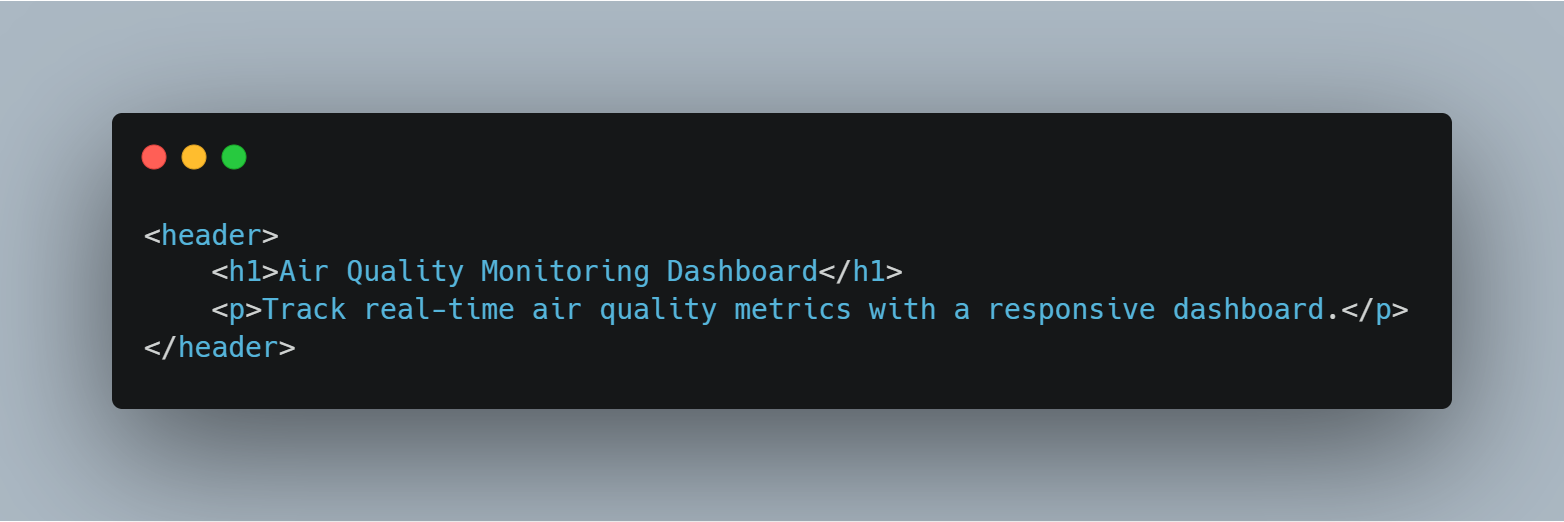 <header>
    <h1>Air Quality Monitoring Dashboard</h1>
    <p>Track real-time air quality metrics with a responsive dashboard.</p>
</header>